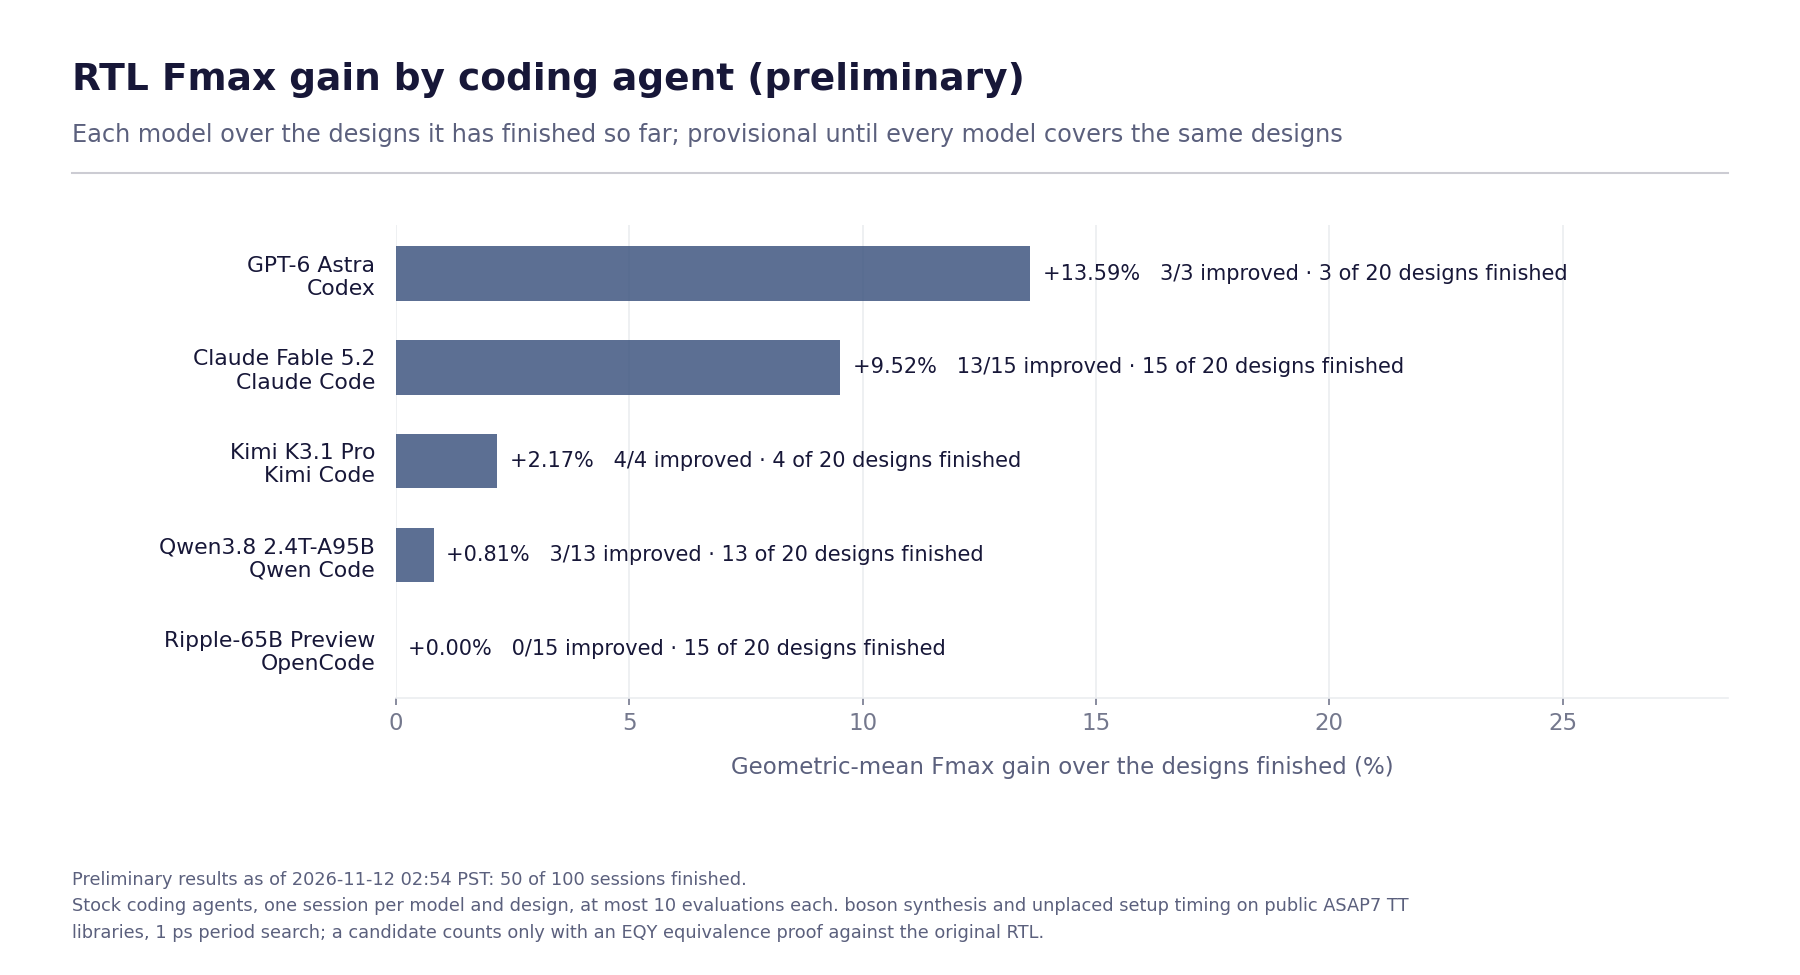 RTL Fmax gain by coding agent (preliminary)
Each model over the designs it has finished so far; provisional until every model covers the same designs
GPT-6 Astra
Codex
+13.59% 3/3 improved · 3 of 20 designs finished
Claude Fable 5.2
Claude Code
+9.52% 13/15 improved · 15 of 20 designs finished
Kimi K3.1 Pro
Kimi Code
+2.17% 4/4 improved · 4 of 20 designs finished
Qwen3.8 2.4T-A95B
Qwen Code
+0.81% 3/13 improved · 13 of 20 designs finished
Ripple-65B Preview
OpenCode
+0.00% 0/15 improved · 15 of 20 designs finished
0 5 10 15 20 25
Geometric-mean Fmax gain over the designs finished (%)
Preliminary results as of 2026-11-12 02:54 PST: 50 of 100 sessions finished.
Stock coding agents, one session per model and design, at most 10 evaluations each. boson synthesis and unplaced setup timing on public ASAP7 TT
libraries, 1 ps period search; a candidate counts only with an EQY equivalence proof against the original RTL.